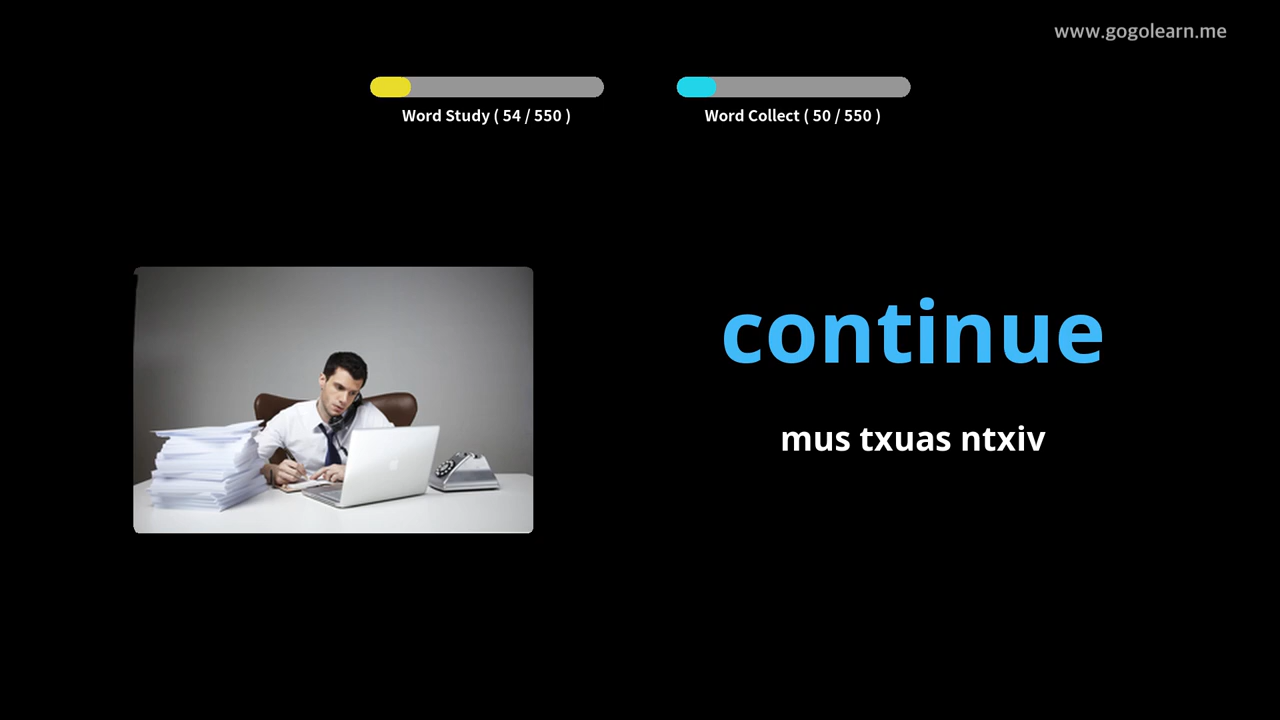 www.gogolearn.me
Word Study ( 54 / 550 )
Word Collect ( 50 / 550 )
continue
mus txuas ntxiv